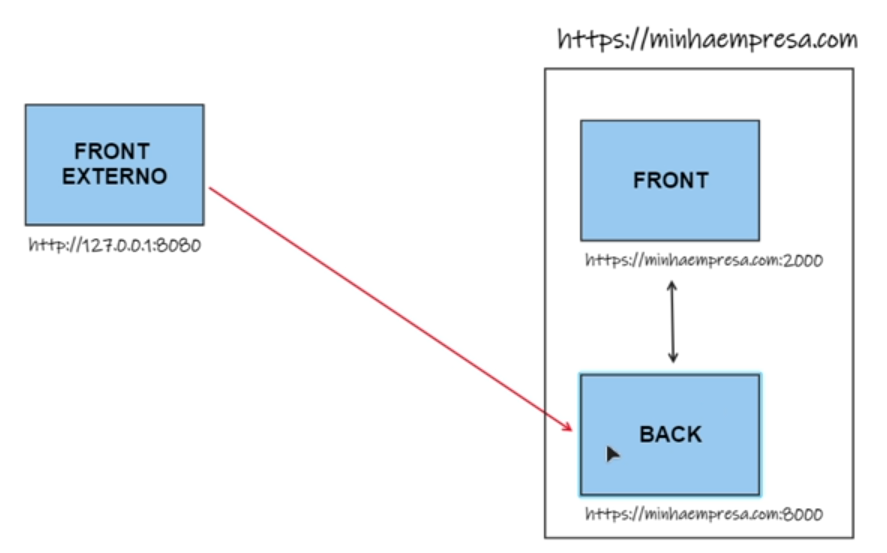 https://minhaempresa.com
FRONT
EXTERNO
http://127.0.0.1:8080
FRONT
https://minhaempresa.com:2000
BACK
https://minhaempresa.com:8000